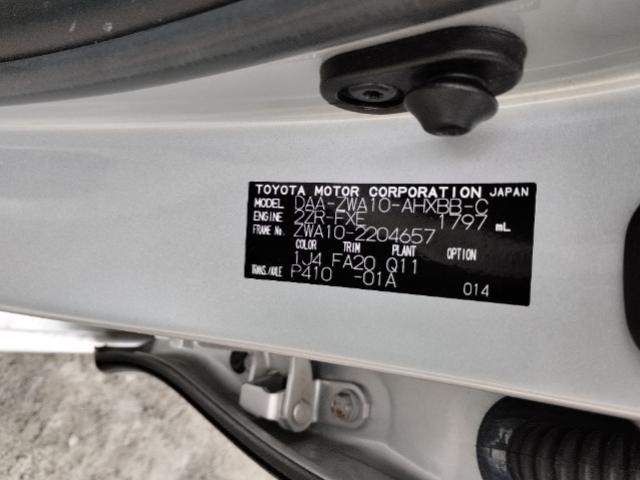 TOYOTA MOTOR CORPORATION JAPAN
MODEL DAA-ZWA10-AHXBB-C
ENGINE 2ZR-FXE 1797 mL
FRAME No. ZWA10-2204657
COLOR TRIM PLANT OPTION
1J4 FA20 Q11
TRANS./AXLE P410 -01A 014